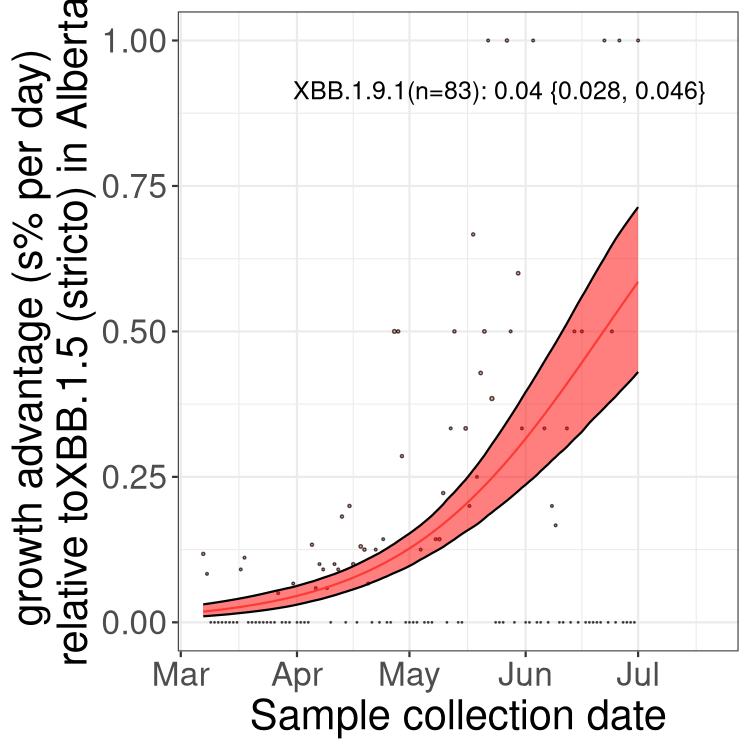 growth advantage (s% per day)
relative toXBB.1.5 (stricto) in Alberta
1.00
XBB.1.9.1(n=83): 0.04 {0.028, 0.046}
0.75
0.50
0.25
0.00
Mar Apr May Jun Jul
Sample collection date